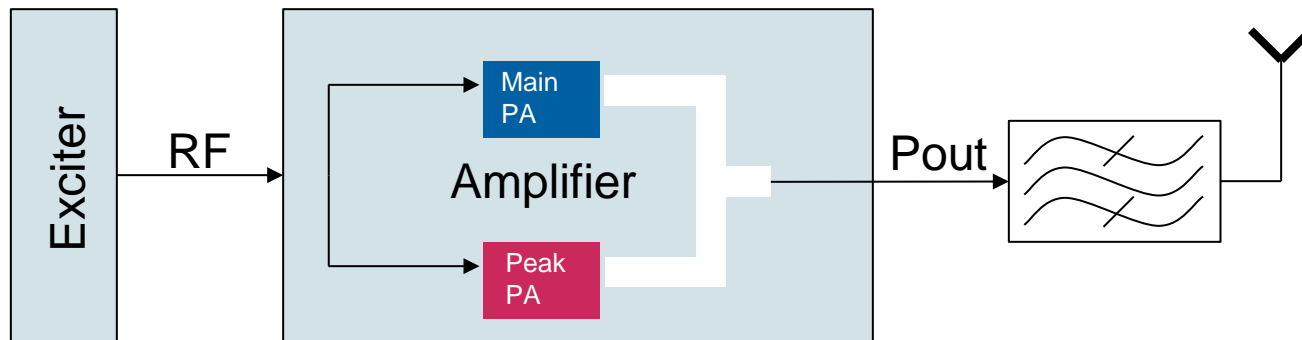 Exciter
RF
Main
PA
Amplifier
Peak
PA
Pout